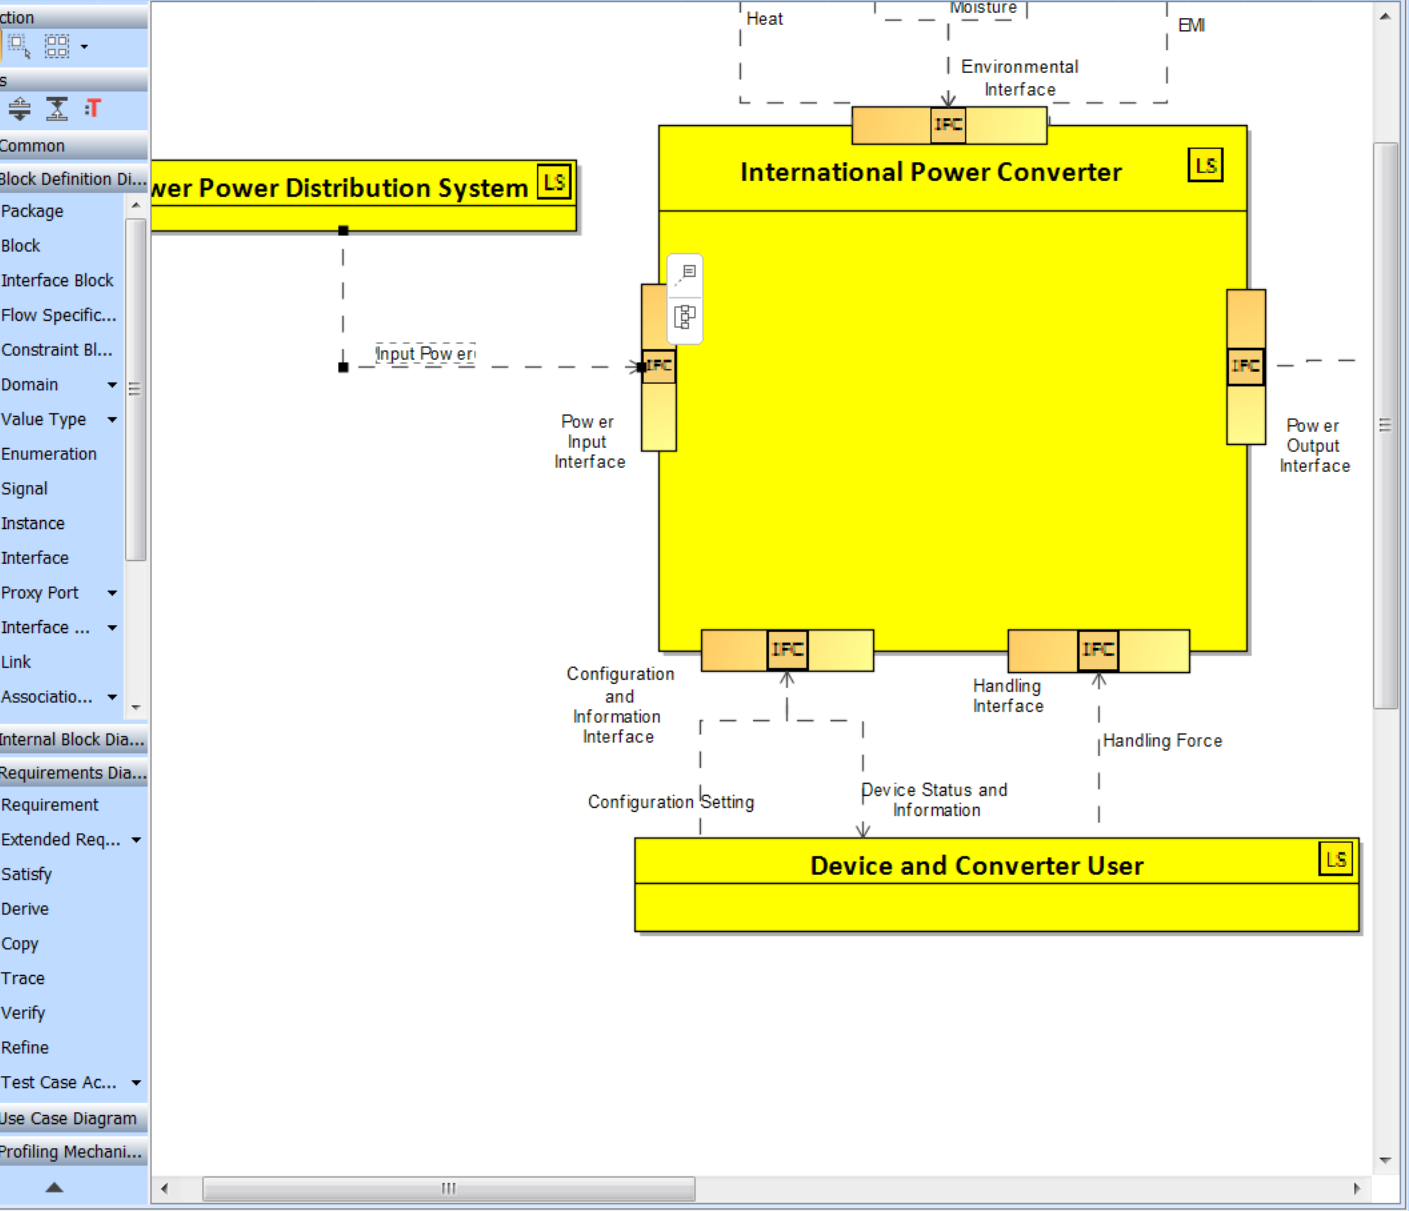 ction
s
Common
Block Definition Di...
Package
Block
Interface Block
Flow Specific...
Constraint Bl...
Domain
Value Type
Enumeration
Signal
Instance
Interface
Proxy Port
Interface ...
Link
Associatio...
Internal Block Dia...
Requirements Dia...
Requirement
Extended Req...
Satisfy
Derive
Copy
Trace
Verify
Refine
Test Case Ac...
Use Case Diagram
Profiling Mechani...
:T
Heat
Moisture
EMI
Environmental
Interface
IFC
International Power Converter
LS
wer Power Distribution System
LS
Input Power
IFC
Power
Input
Interface
IFC
Power
Output
Interface
IFC
IFC
Configuration
and
Information
Interface
Handling
Interface
Handling Force
Configuration Setting
Device Status and
Information
Device and Converter User
LS